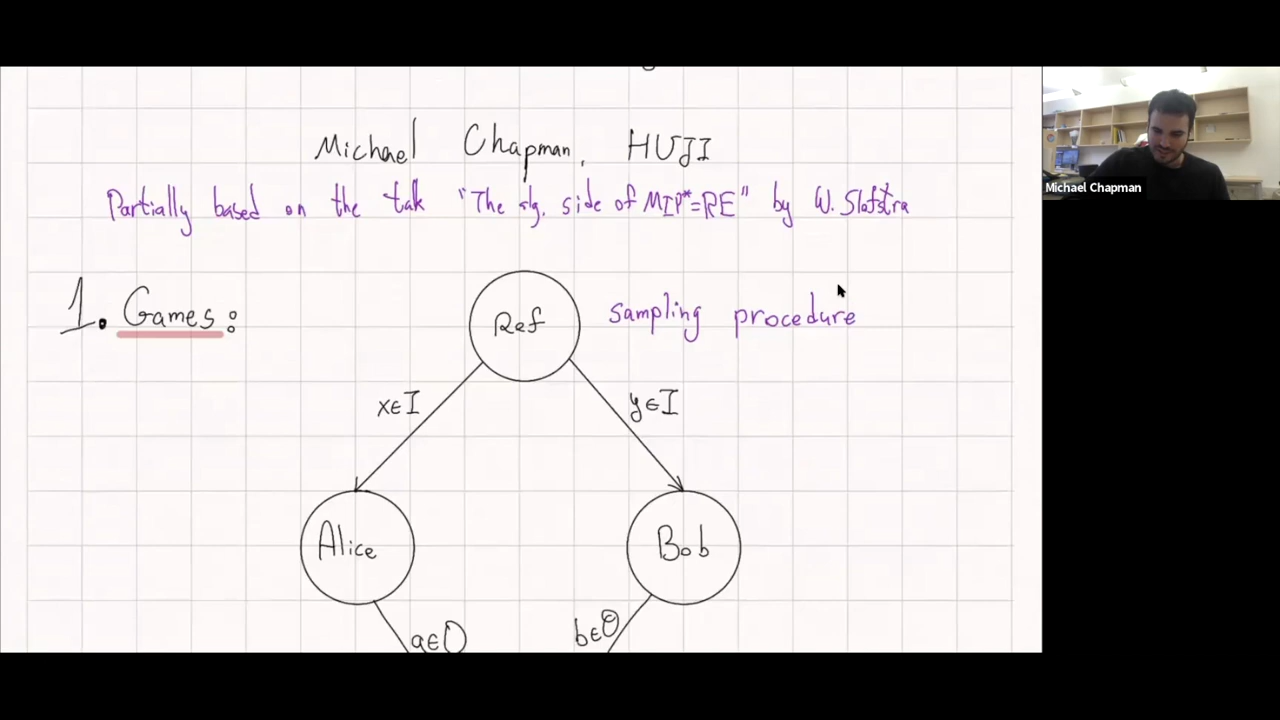 Michael Chapman, HUJI
Partially based on the talk "The alg. side of MIP*=RE" by W. Slofstra
1. Games:
Ref
sampling procedure
x∈I
y∈I
Alice
Bob
a∈O
b∈O
Michael Chapman